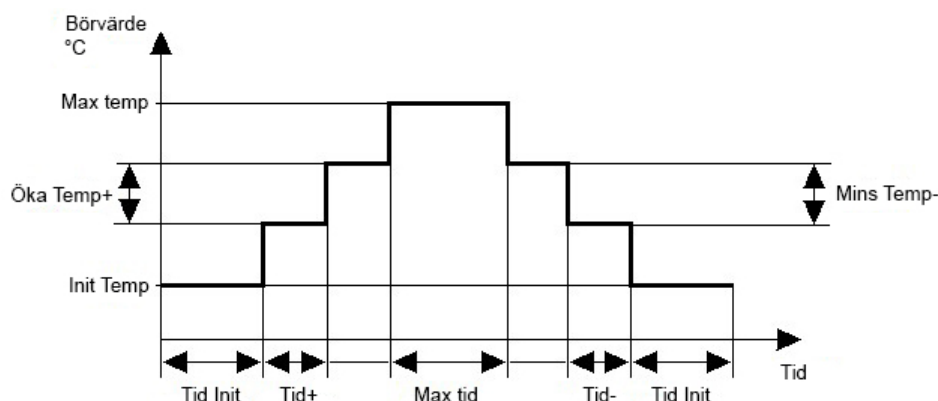 Börvärde
°C
Max temp
Öka Temp+
Mins Temp-
Init Temp
Tid
Tid Init
Tid+
Max tid
Tid-
Tid Init